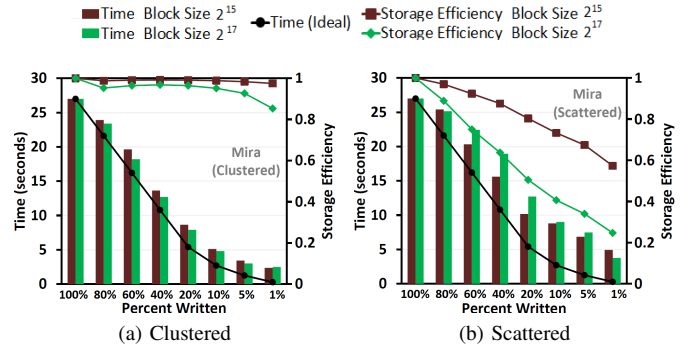 Time Block Size 2^15
Time Block Size 2^17
Time (Ideal)
Storage Efficiency Block Size 2^15
Storage Efficiency Block Size 2^17
30
25
20
15
10
5
0
Time (seconds)
Mira
(Clustered)
1
0.8
0.6
0.4
0.2
0
Storage Efficiency
100% 80% 60% 40% 20% 10% 5% 1%
Percent Written
(a) Clustered
30
25
20
15
10
5
0
Time (seconds)
Mira
(Scattered)
1
0.8
0.6
0.4
0.2
0
Storage Efficiency
100% 80% 60% 40% 20% 10% 5% 1%
Percent Written
(b) Scattered